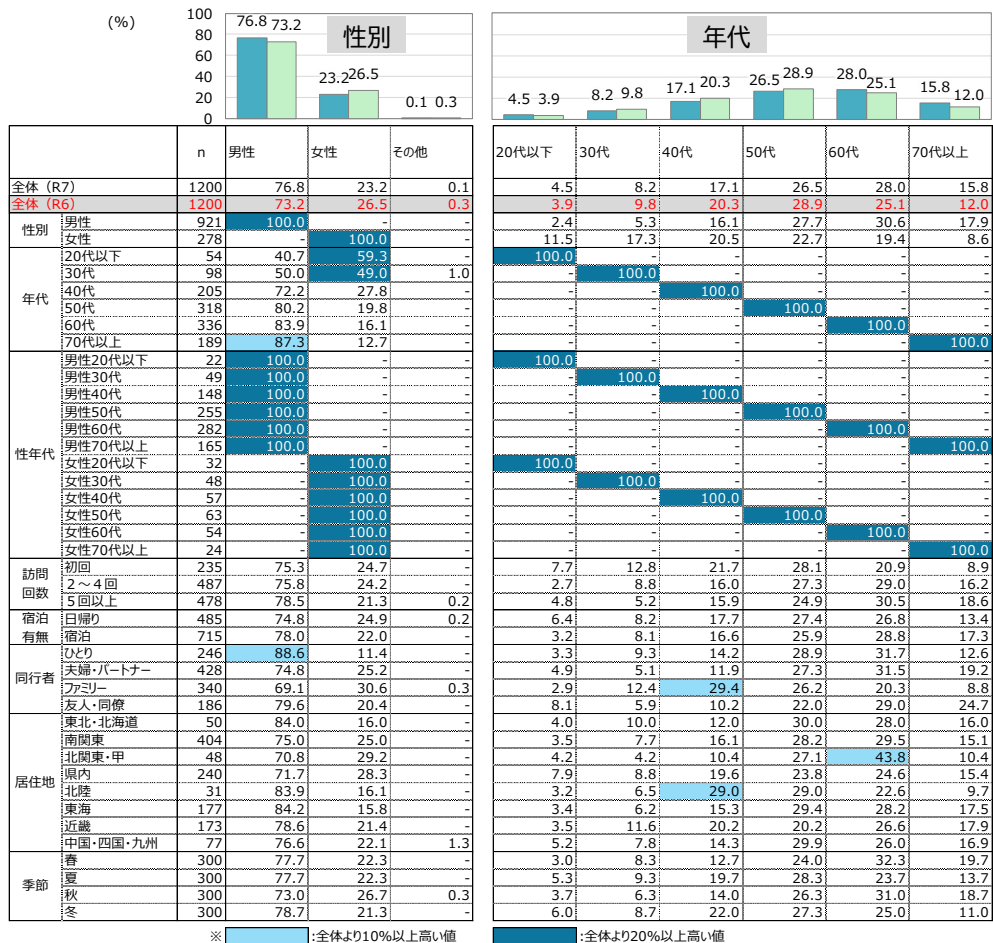 (%)
100
80
60
40
20
0
76.8 73.2
23.2 26.5
0.1 0.3
性別
年代
4.5 3.9
8.2 9.8
17.1 20.3
26.5 28.9
28.0 25.1
15.8 12.0
n 男性 女性 その他 20代以下 30代 40代 50代 60代 70代以上
全体（R7） 1200 76.8 23.2 0.1 4.5 8.2 17.1 26.5 28.0 15.8
全体（R6） 1200 73.2 26.5 0.3 3.9 9.8 20.3 28.9 25.1 12.0
性別
男性 921 100.0 - - 2.4 5.3 16.1 27.7 30.6 17.9
女性 278 - 100.0 - 11.5 17.3 20.5 22.7 19.4 8.6
年代
20代以下 54 40.7 59.3 - 100.0 - - - - -
30代 98 50.0 49.0 1.0 - 100.0 - - - -
40代 205 72.2 27.8 - - - 100.0 - - -
50代 318 80.2 19.8 - - - - 100.0 - -
60代 336 83.9 16.1 - - - - - 100.0 -
70代以上 189 87.3 12.7 - - - - - - 100.0
性年代
男性20代以下 22 100.0 - - 100.0 - - - - -
男性30代 49 100.0 - - - 100.0 - - - -
男性40代 148 100.0 - - - - 100.0 - - -
男性50代 255 100.0 - - - - - 100.0 - -
男性60代 282 100.0 - - - - - - 100.0 -
男性70代以上 165 100.0 - - - - - - - 100.0
女性20代以下 32 - 100.0 - 100.0 - - - - -
女性30代 48 - 100.0 - - 100.0 - - - -
女性40代 57 - 100.0 - - - 100.0 - - -
女性50代 63 - 100.0 - - - - 100.0 - -
女性60代 54 - 100.0 - - - - - 100.0 -
女性70代以上 24 - 100.0 - - - - - - 100.0
訪問
回数
初回 235 75.3 24.7 - 7.7 12.8 21.7 28.1 20.9 8.9
２～４回 487 75.8 24.2 - 2.7 8.8 16.0 27.3 29.0 16.2
５回以上 478 78.5 21.3 0.2 4.8 5.2 15.9 24.9 30.5 18.6
宿泊
有無
日帰り 485 74.8 24.9 0.2 6.4 8.2 17.7 27.4 26.8 13.4
宿泊 715 78.0 22.0 - 3.2 8.1 16.6 25.9 28.8 17.3
同行者
ひとり 246 88.6 11.4 - 3.3 9.3 14.2 28.9 31.7 12.6
夫婦・パートナー 428 74.8 25.2 - 4.9 5.1 11.9 27.3 31.5 19.2
ファミリー 340 69.1 30.6 0.3 2.9 12.4 29.4 26.2 20.3 8.8
友人・同僚 186 79.6 20.4 - 8.1 5.9 10.2 22.0 29.0 24.7
居住地
東北・北海道 50 84.0 16.0 - 4.0 10.0 12.0 30.0 28.0 16.0
南関東 404 75.0 25.0 - 3.5 7.7 16.1 28.2 29.5 15.1
北関東・甲 48 70.8 29.2 - 4.2 4.2 10.4 27.1 43.8 10.4
県内 240 71.7 28.3 - 7.9 8.8 19.6 23.8 24.6 15.4
北陸 31 83.9 16.1 - 3.2 6.5 29.0 29.0 22.6 9.7
東海 177 84.2 15.8 - 3.4 6.2 15.3 29.4 28.2 17.5
近畿 173 78.6 21.4 - 3.5 11.6 20.2 20.2 26.6 17.9
中国・四国・九州 77 76.6 22.1 1.3 5.2 7.8 14.3 29.9 26.0 16.9
季節
春 300 77.7 22.3 - 3.0 8.3 12.7 24.0 32.3 19.7
夏 300 77.7 22.3 - 5.3 9.3 19.7 28.3 23.7 13.7
秋 300 73.0 26.7 0.3 3.7 6.3 14.0 26.3 31.0 18.7
冬 300 78.7 21.3 - 6.0 8.7 22.0 27.3 25.0 11.0
※ :全体より10%以上高い値 :全体より20%以上高い値